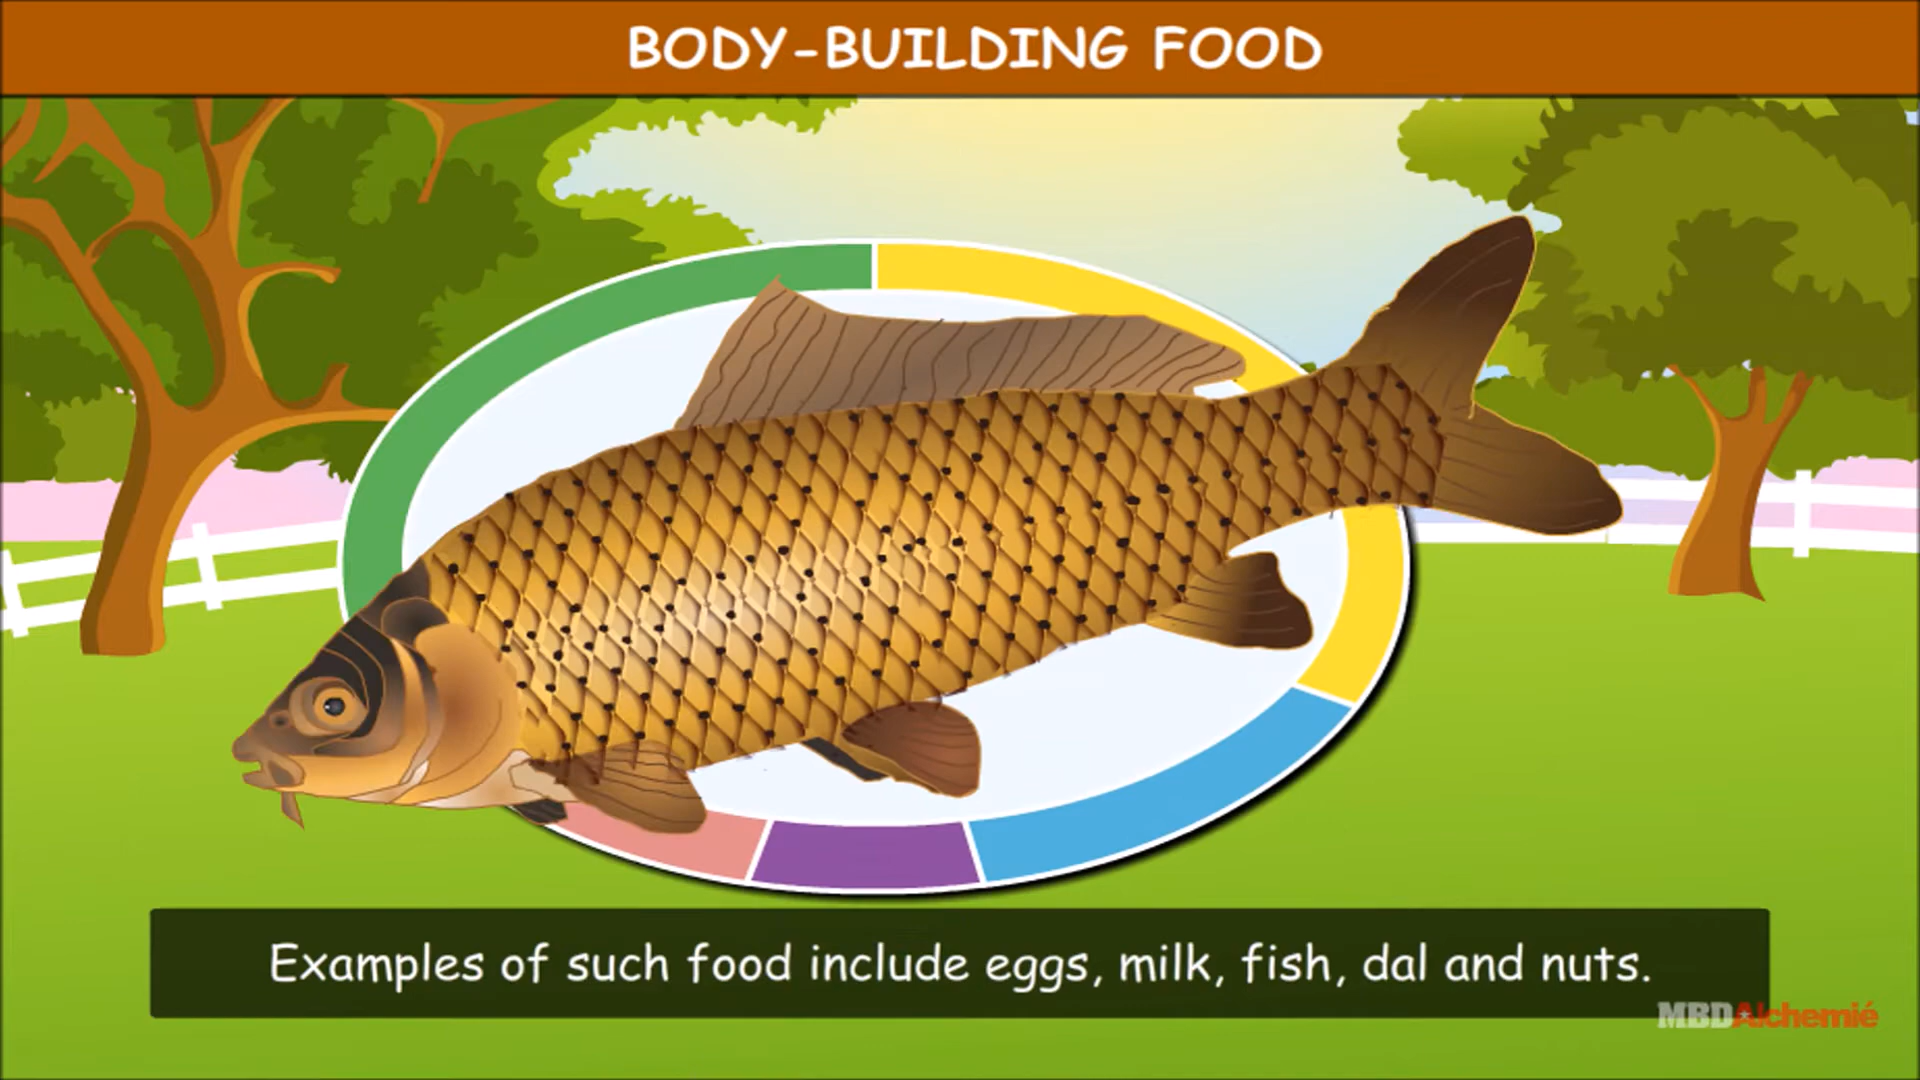 BODY-BUILDING FOOD
Examples of such food include eggs, milk, fish, dal and nuts.
MBDAlchemié